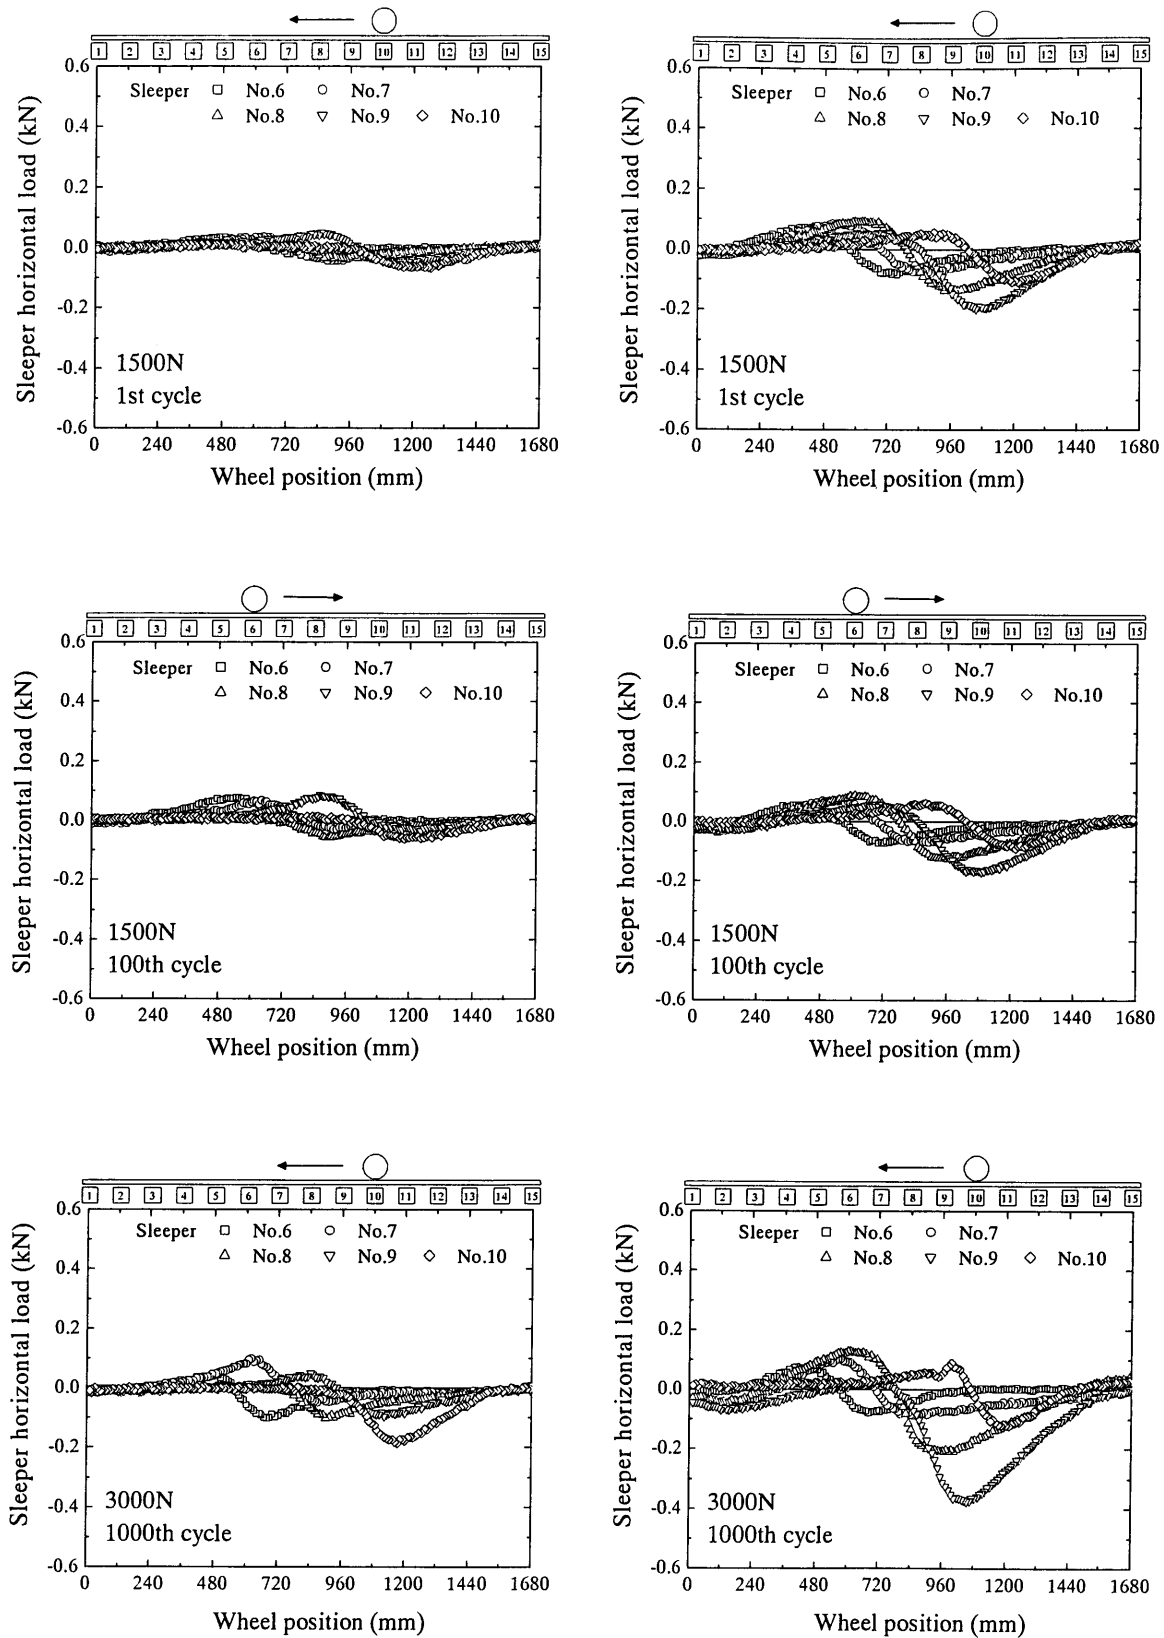 1 2 3 4 5 6 7 8 9 10 11 12 13 14 15
0.6
0.4
0.2
0.0
-0.2
-0.4
-0.6
Sleeper horizontal load (kN)
Sleeper No.6 No.7
No.8 No.9 No.10
1500N
1st cycle
0 240 480 720 960 1200 1440 1680
Wheel position (mm)
1 2 3 4 5 6 7 8 9 10 11 12 13 14 15
0.6
0.4
0.2
0.0
-0.2
-0.4
-0.6
Sleeper horizontal load (kN)
Sleeper No.6 No.7
No.8 No.9 No.10
1500N
1st cycle
0 240 480 720 960 1200 1440 1680
Wheel position (mm)
1 2 3 4 5 6 7 8 9 10 11 12 13 14 15
0.6
0.4
0.2
0.0
-0.2
-0.4
-0.6
Sleeper horizontal load (kN)
Sleeper No.6 No.7
No.8 No.9 No.10
1500N
100th cycle
0 240 480 720 960 1200 1440 1680
Wheel position (mm)
1 2 3 4 5 6 7 8 9 10 11 12 13 14 15
0.6
0.4
0.2
0.0
-0.2
-0.4
-0.6
Sleeper horizontal load (kN)
Sleeper No.6 No.7
No.8 No.9 No.10
1500N
100th cycle
0 240 480 720 960 1200 1440 1680
Wheel position (mm)
1 2 3 4 5 6 7 8 9 10 11 12 13 14 15
0.6
0.4
0.2
0.0
-0.2
-0.4
-0.6
Sleeper horizontal load (kN)
Sleeper No.6 No.7
No.8 No.9 No.10
3000N
1000th cycle
0 240 480 720 960 1200 1440 1680
Wheel position (mm)
1 2 3 4 5 6 7 8 9 10 11 12 13 14 15
0.6
0.4
0.2
0.0
-0.2
-0.4
-0.6
Sleeper horizontal load (kN)
Sleeper No.6 No.7
No.8 No.9 No.10
3000N
1000th cycle
0 240 480 720 960 1200 1440 1680
Wheel position (mm)